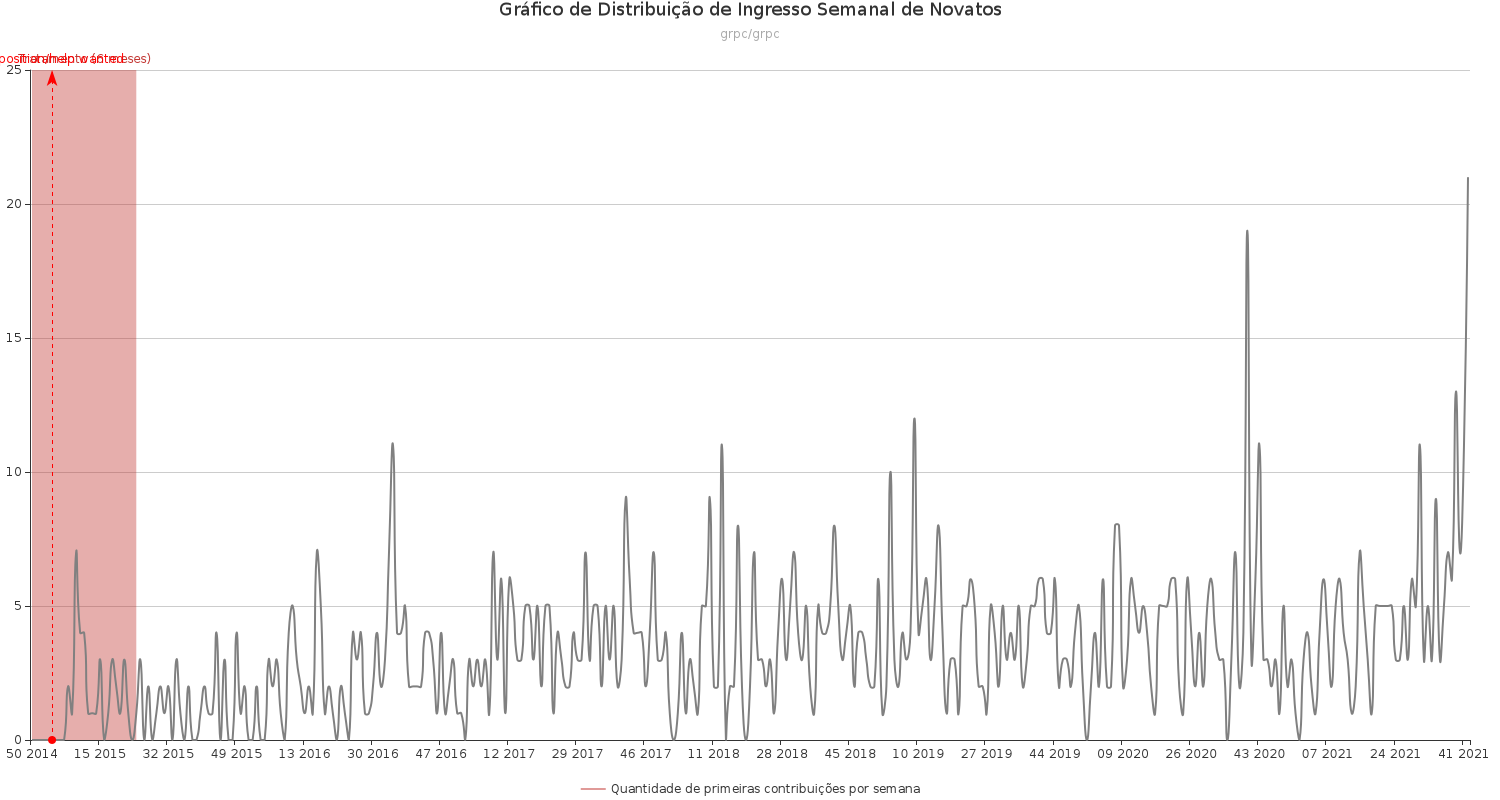 Gráfico de Distribuição de Ingresso Semanal de Novatos
grpc/grpc
25
20
15
10
5
0
50 2014 15 2015 32 2015 49 2015 13 2016 30 2016 47 2016 12 2017 29 2017 46 2017 11 2018 28 2018 45 2018 10 2019 27 2019 44 2019 09 2020 26 2020 43 2020 07 2021 24 2021 41 2021
Quantidade de primeiras contribuições por semana